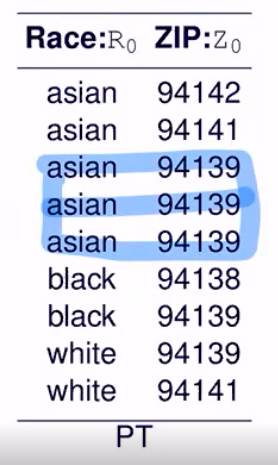 Race:R₀ ZIP:Z₀
asian 94142
asian 94141
asian 94139
asian 94139
asian 94139
black 94138
black 94139
white 94139
white 94141
PT